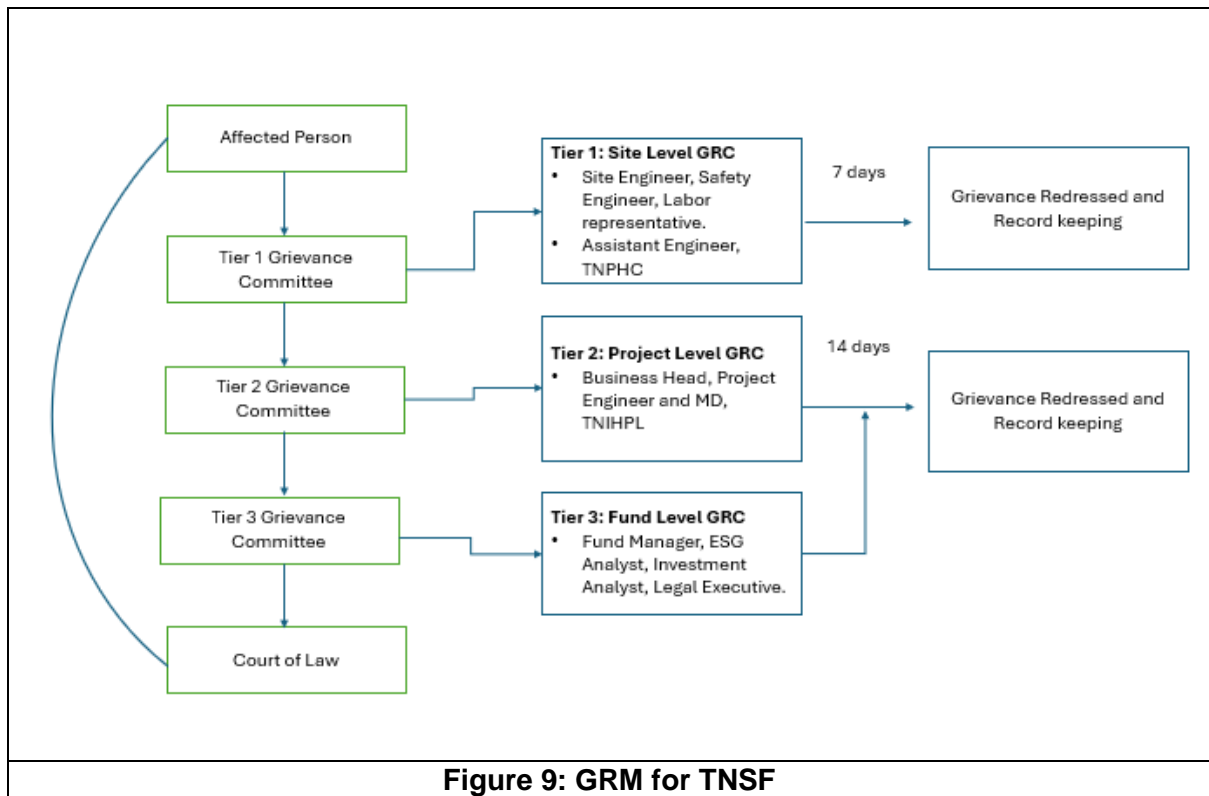 Affected Person
Tier 1 Grievance
Committee
Tier 2 Grievance
Committee
Tier 3 Grievance
Committee
Court of Law
Tier 1: Site Level GRC
• Site Engineer, Safety
Engineer, Labor
representative.
• Assistant Engineer,
TNPHC
7 days
Grievance Redressed and
Record keeping
Tier 2: Project Level GRC
• Business Head, Project
Engineer and MD,
TNIHPL
14 days
Grievance Redressed and
Record keeping
Tier 3: Fund Level GRC
• Fund Manager, ESG
Analyst, Investment
Analyst, Legal Executive.
Figure 9: GRM for TNSF